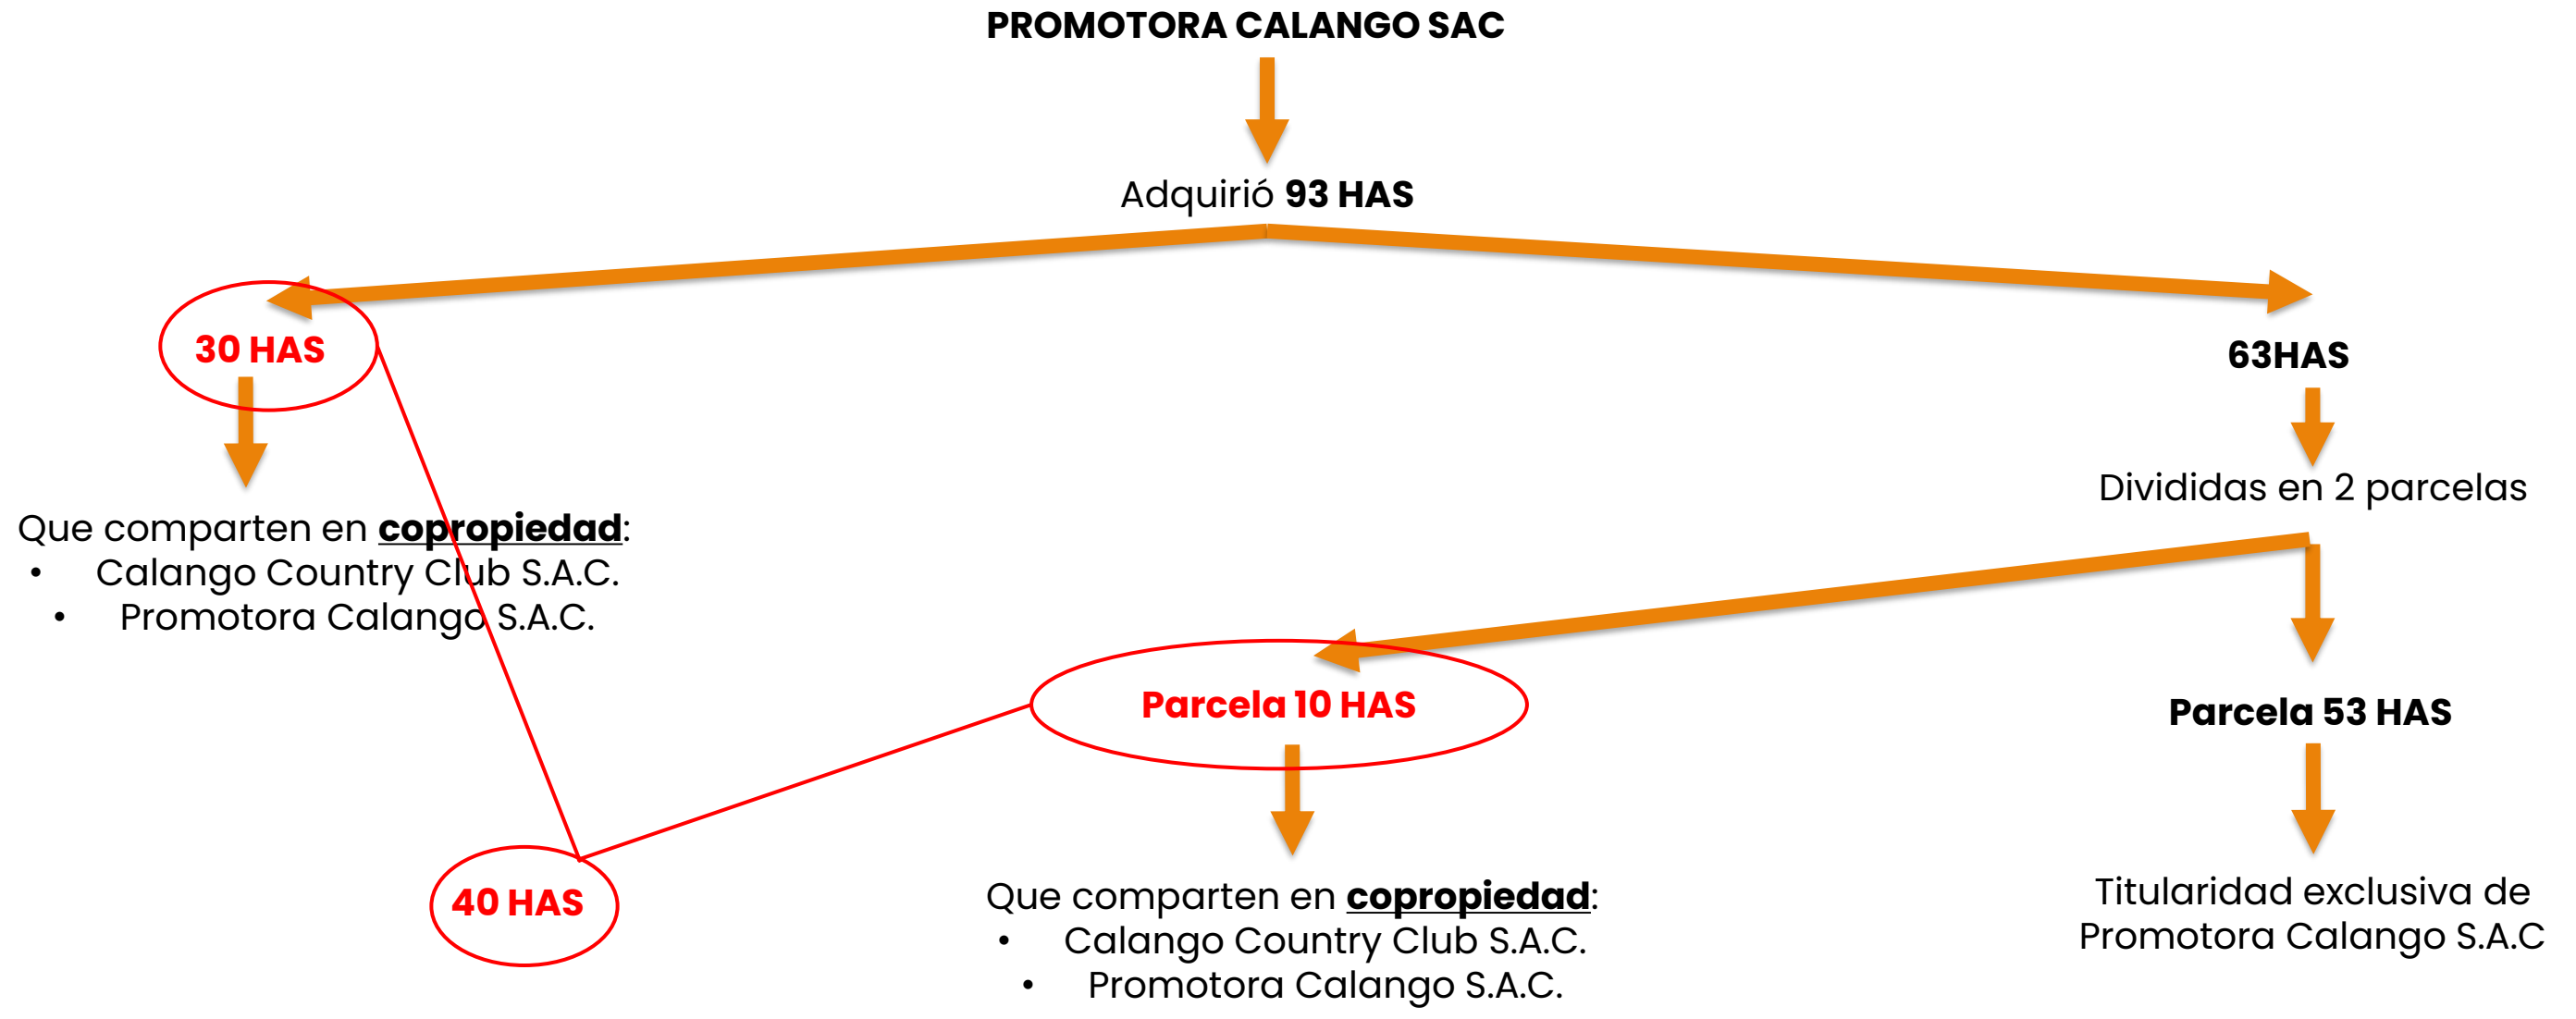 PROMOTORA CALANGO SAC
Adquirió 93 HAS
30 HAS
63HAS
Que comparten en copropiedad:
• Calango Country Club S.A.C.
• Promotora Calango S.A.C.
Divididas en 2 parcelas
Parcela 10 HAS
Parcela 53 HAS
40 HAS
Que comparten en copropiedad:
• Calango Country Club S.A.C.
• Promotora Calango S.A.C.
Titularidad exclusiva de
Promotora Calango S.A.C